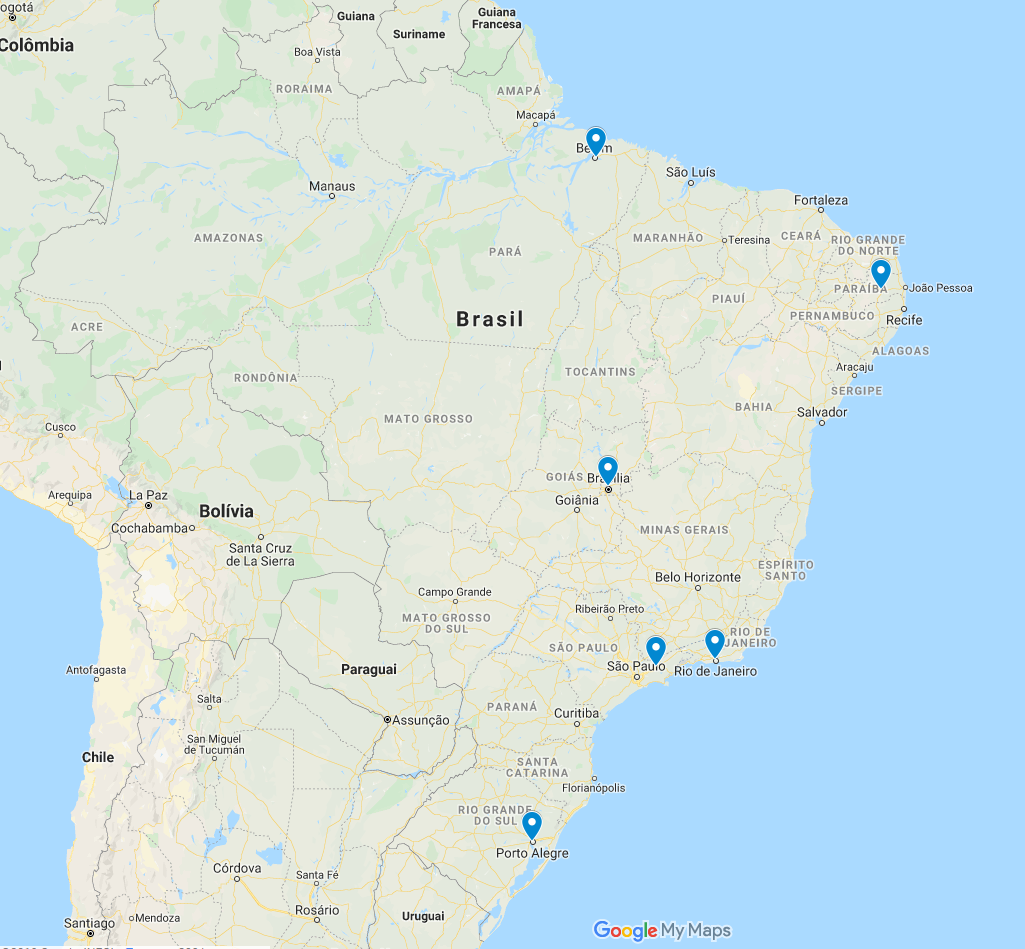 ogotá
Colômbia
Guiana
Suriname
Guiana
Francesa
Boa Vista
RORAIMA
AMAPÁ
Macapá
São Luís
Manaus
Fortaleza
AMAZONAS
PARÁ
MARANHÃO
Teresina
CEARÁ
RIO GRANDE
DO NORTE
PARAÍBA
João Pessoa
PIAUÍ
PERNAMBUCO
Recife
Brasil
ACRE
ALAGOAS
Aracaju
SERGIPE
TOCANTINS
RONDÔNIA
MATO GROSSO
BAHIA
Salvador
Cusco
GOIÁS
Goiânia
Arequipa
La Paz
Bolívia
Cochabamba
Santa Cruz
de La Sierra
MINAS GERAIS
ESPÍRITO
SANTO
Belo Horizonte
Campo Grande
MATO GROSSO
DO SUL
Ribeirão Preto
RIO DE
JANEIRO
SÃO PAULO
São Paulo
Rio de Janeiro
Antofagasta
Paraguai
Salta
PARANÁ
Curitiba
Assunção
San Miguel
de Tucumán
Chile
SANTA
CATARINA
Florianópolis
RIO GRANDE
DO SUL
Porto Alegre
Córdova
Santa Fé
Rosário
Uruguai
Mendoza
Santiago
Google My Maps